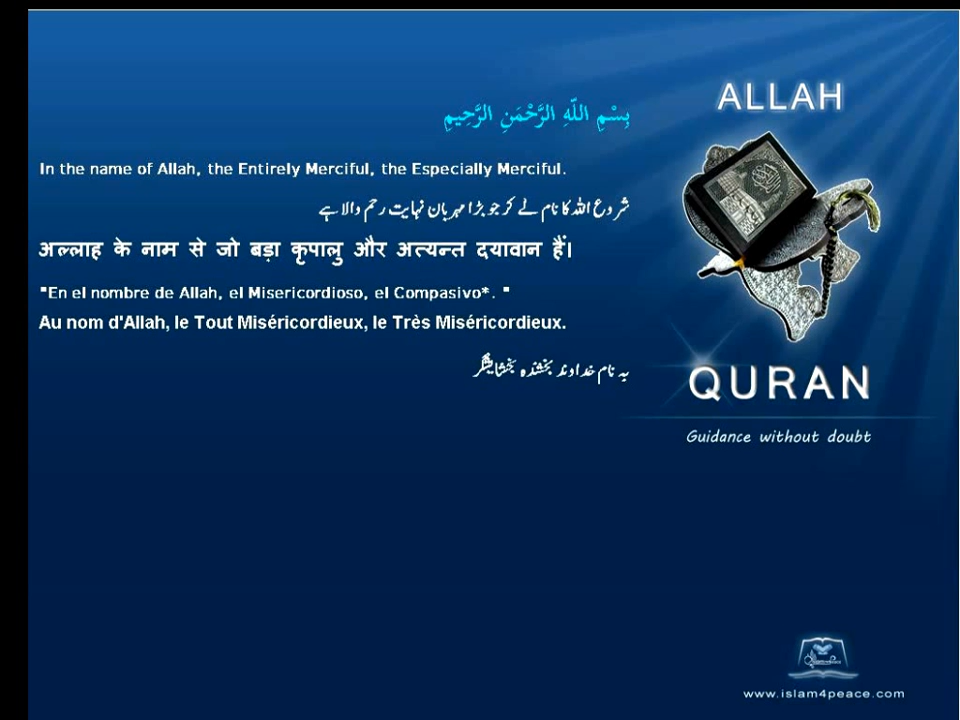 بِسْمِ اللّهِ الرَّحْمَنِ الرَّحِيمِ
In the name of Allah, the Entirely Merciful, the Especially Merciful.
شروع اللہ کا نام لے کر جو بڑا مہربان نہایت رحم والا ہے
अल्लाह के नाम से जो बड़ा कृपालु और अत्यन्त दयावान हैं।
"En el nombre de Allah, el Misericordioso, el Compasivo*. "
Au nom d'Allah, le Tout Miséricordieux, le Très Miséricordieux.
به نام خداوند بخشنده بخشایشگر
ALLAH
QURAN
Guidance without doubt
www.islam4peace.com